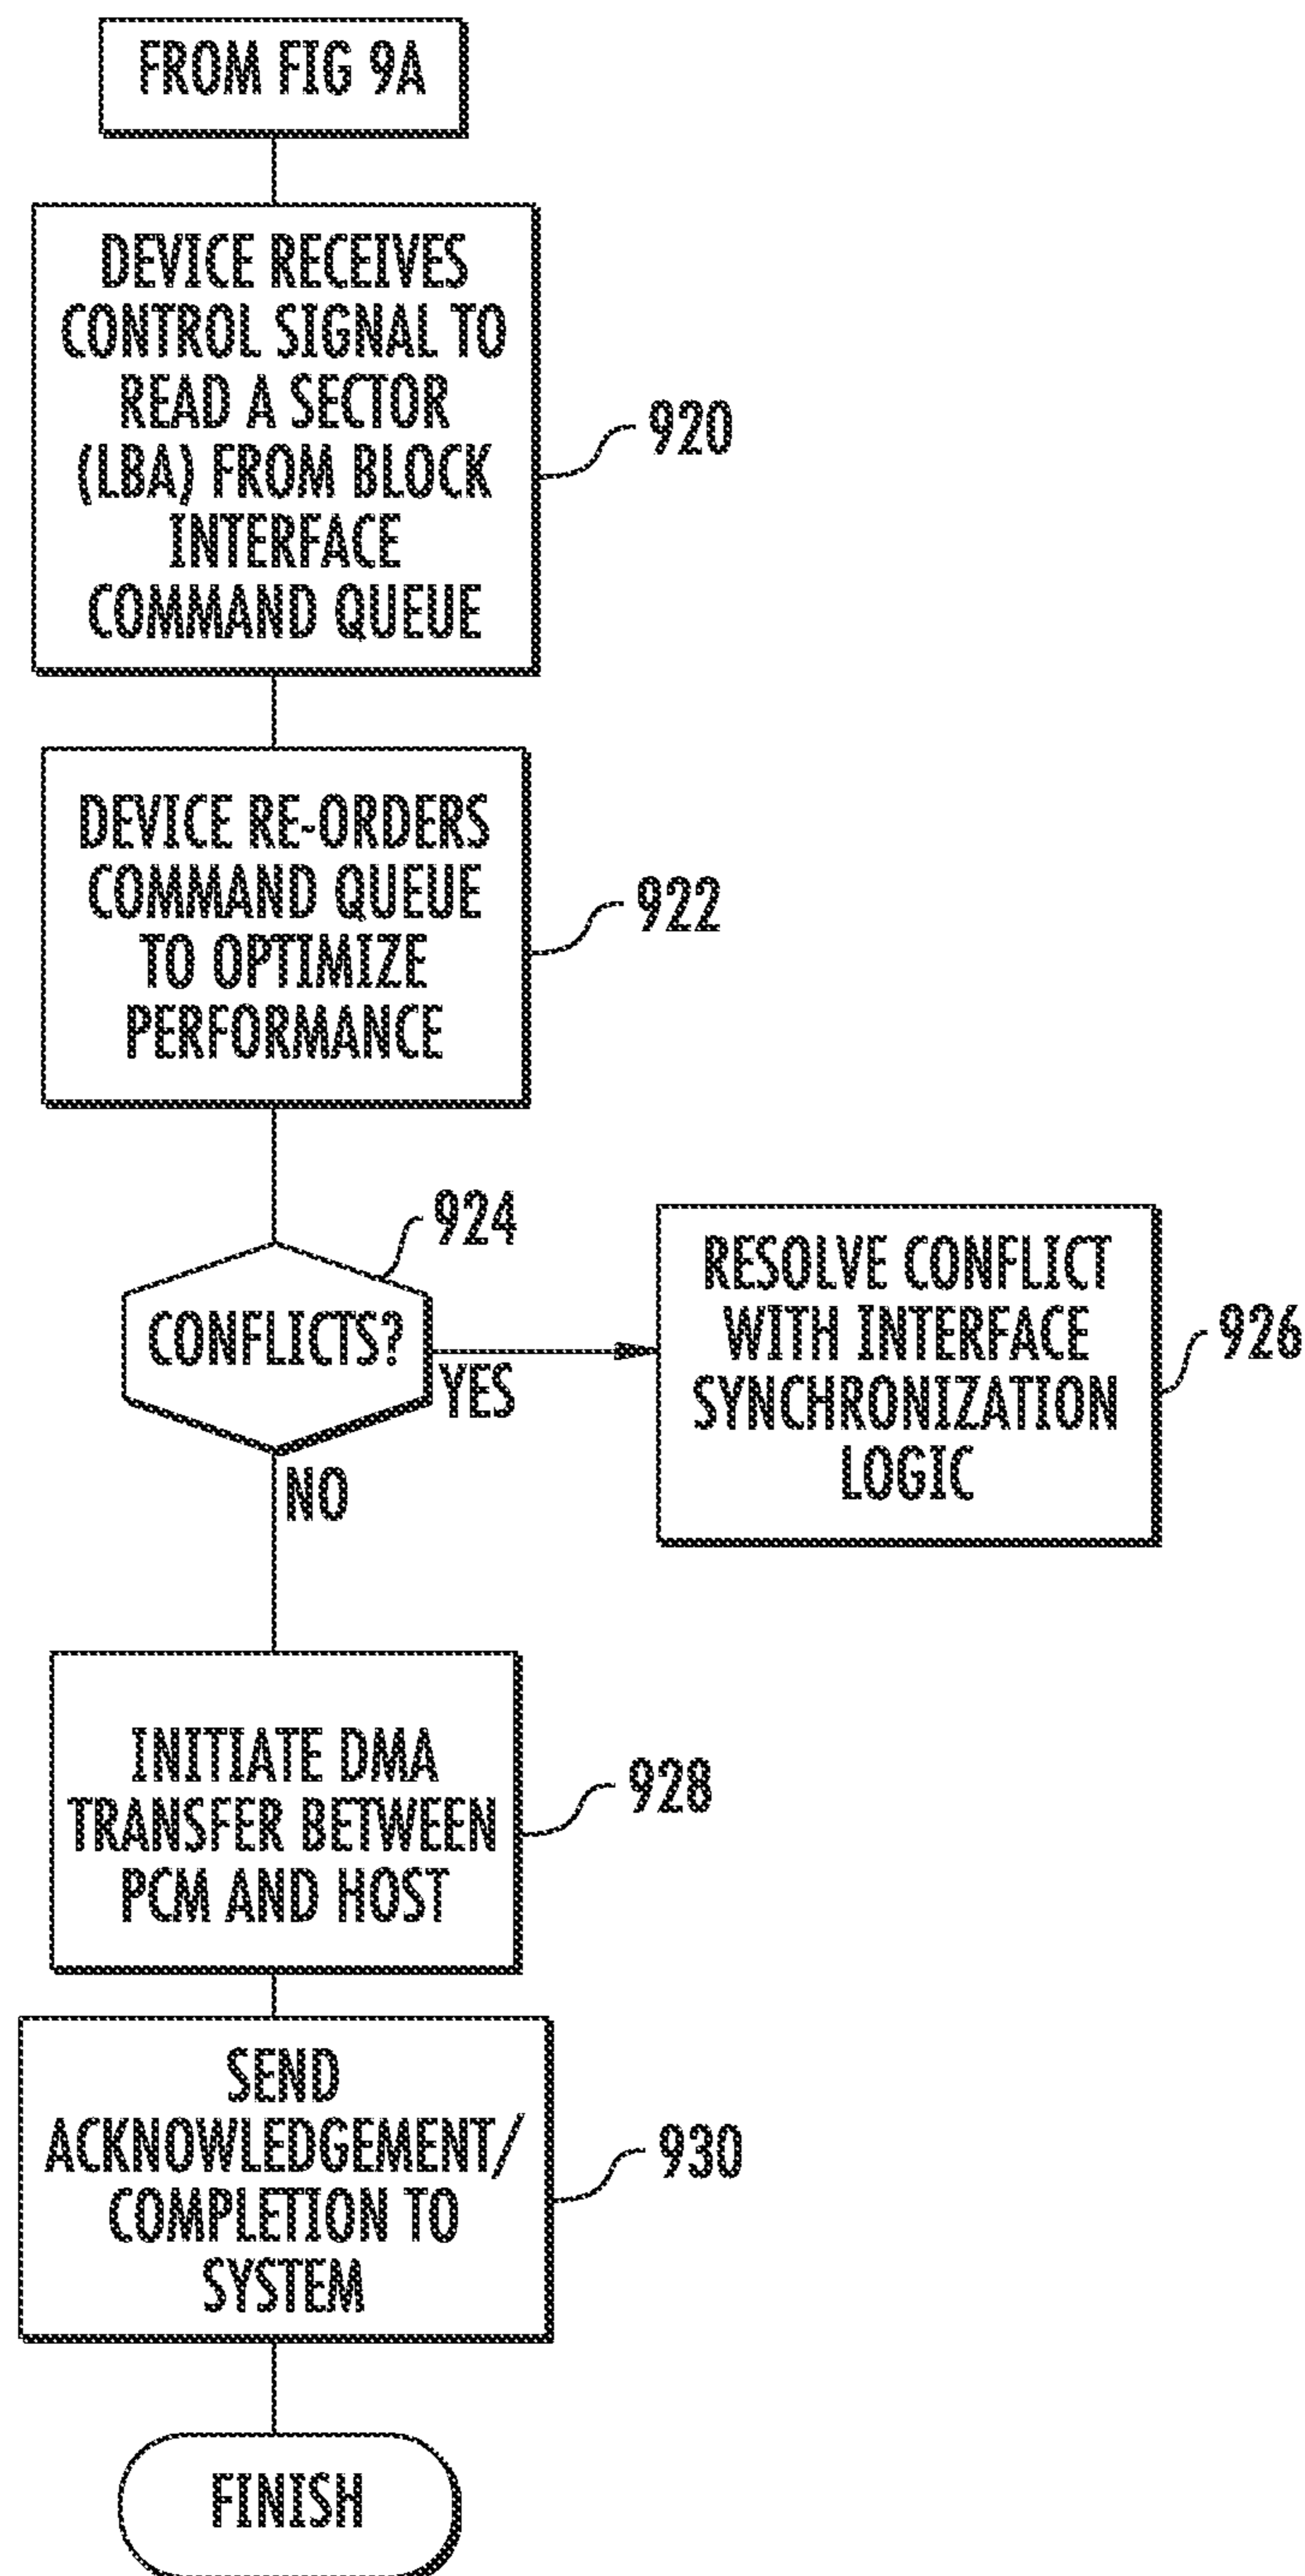 FROM FIG 9A
DEVICE RECEIVES
CONTROL SIGNAL TO
READ A SECTOR
(LBA) FROM BLOCK
INTERFACE
COMMAND QUEUE
920
DEVICE RE-ORDERS
COMMAND QUEUE
TO OPTIMIZE
PERFORMANCE
922
924
CONFLICTS?
YES
NO
RESOLVE CONFLICT
WITH INTERFACE
SYNCHRONIZATION
LOGIC
926
INITIATE DMA
TRANSFER BETWEEN
PCM AND HOST
928
SEND
ACKNOWLEDGEMENT/
COMPLETION TO
SYSTEM
930
FINISH